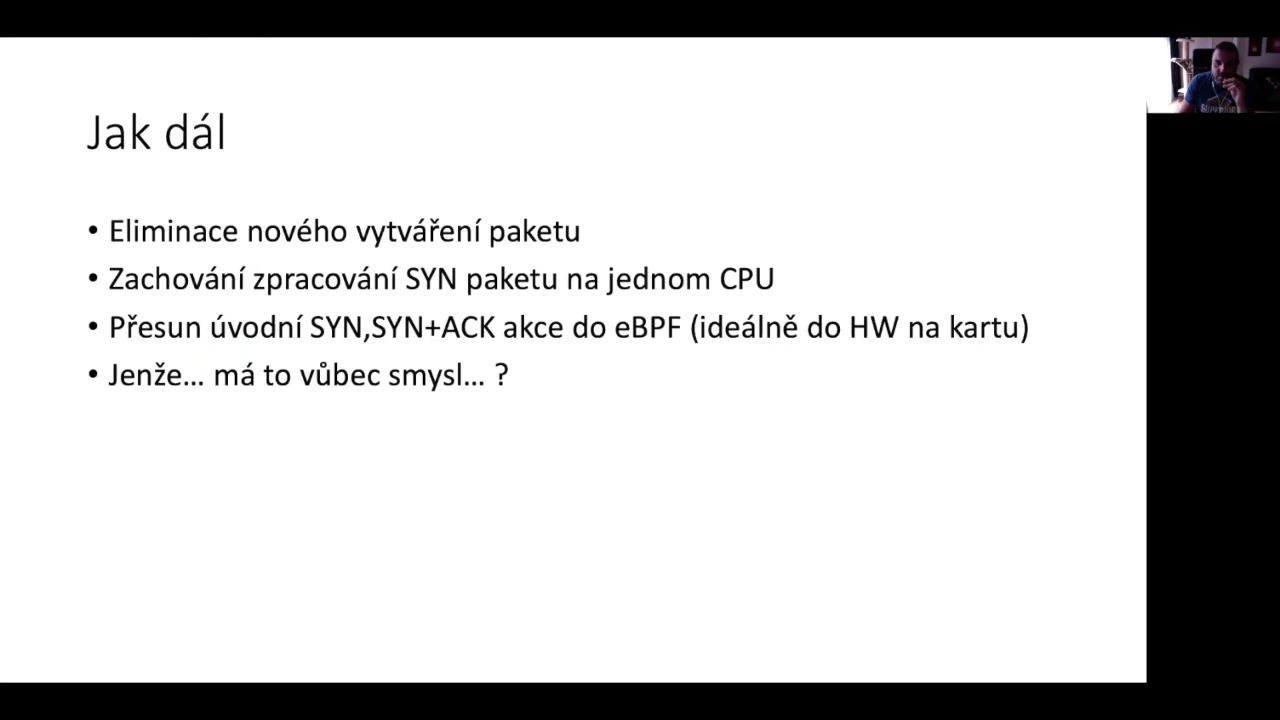 Jak dál
• Eliminace nového vytváření paketu
• Zachování zpracování SYN paketu na jednom CPU
• Přesun úvodní SYN,SYN+ACK akce do eBPF (ideálně do HW na kartu)
• Jenže… má to vůbec smysl… ?